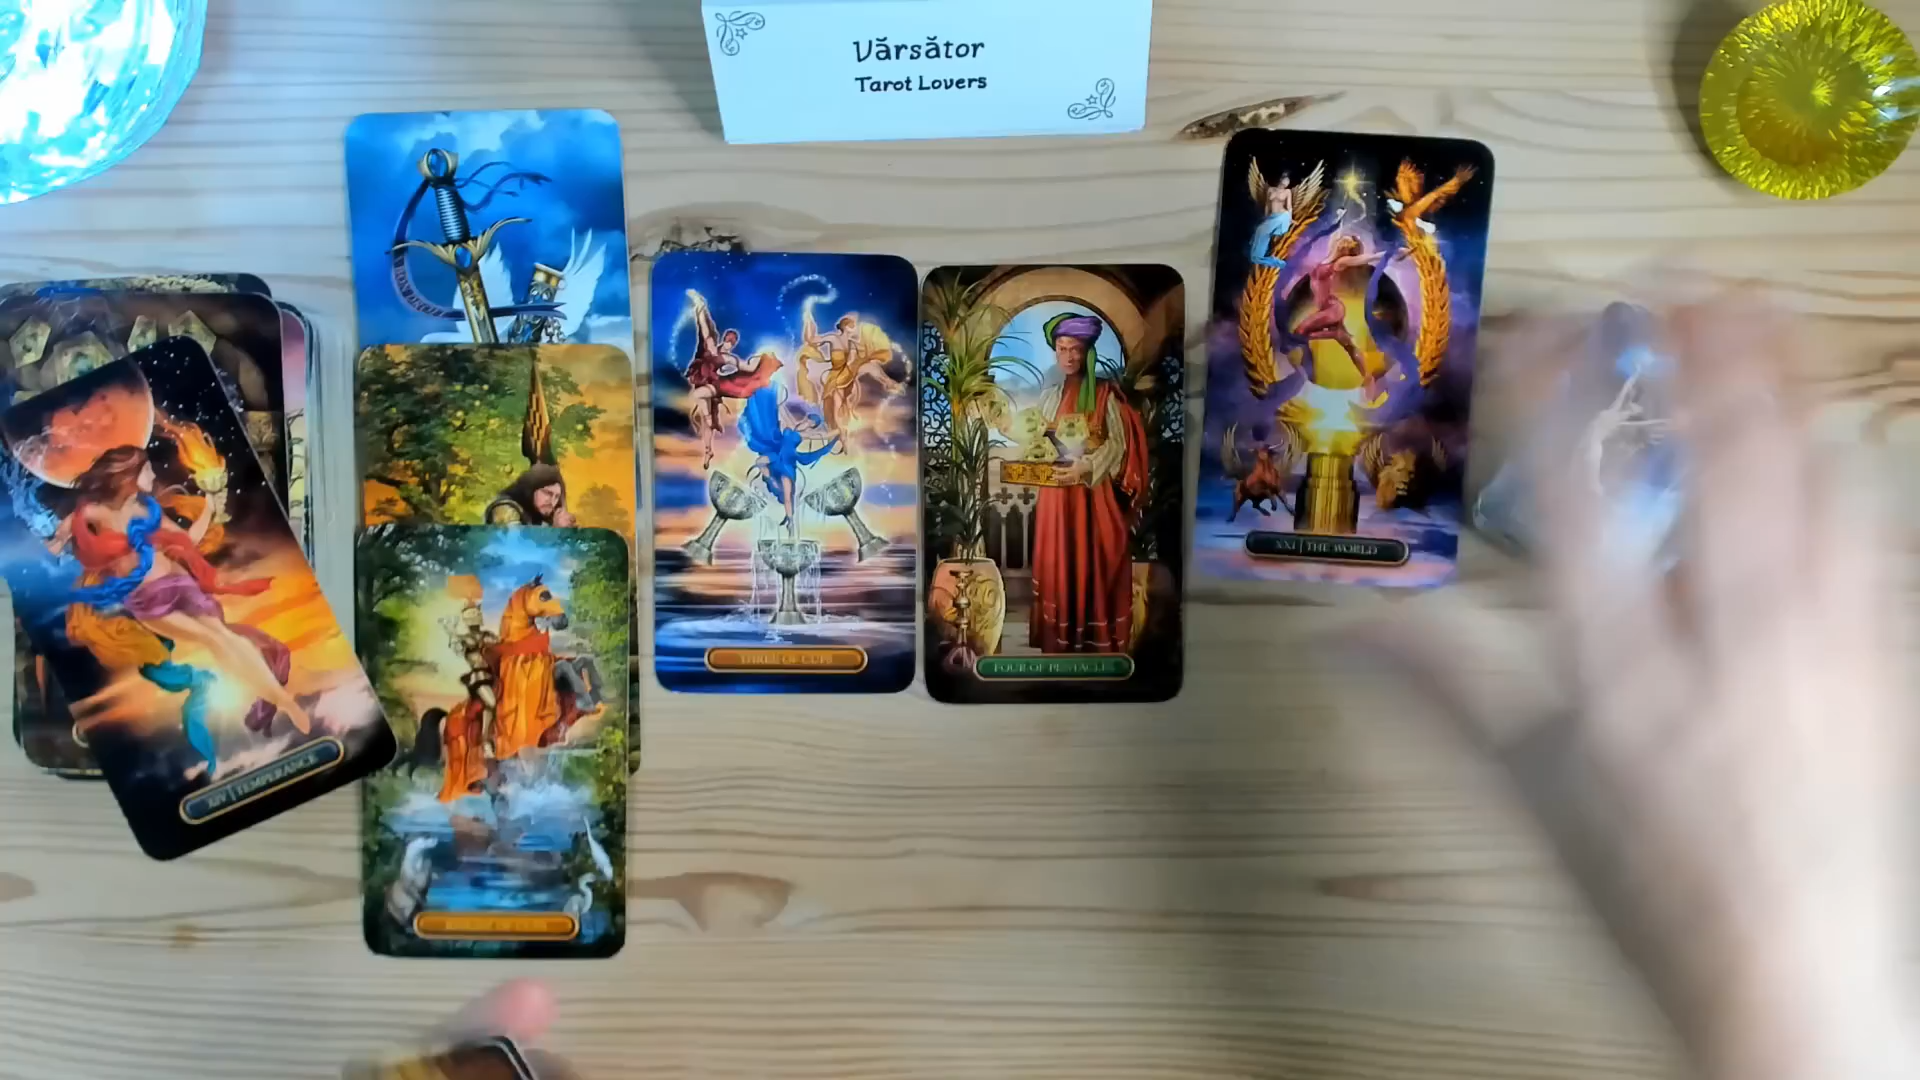 Vărsător
Tarot Lovers
XXI | THE WORLD
THREE OF CUPS
FOUR OF PENTACLES
XIV | TEMPERANCE